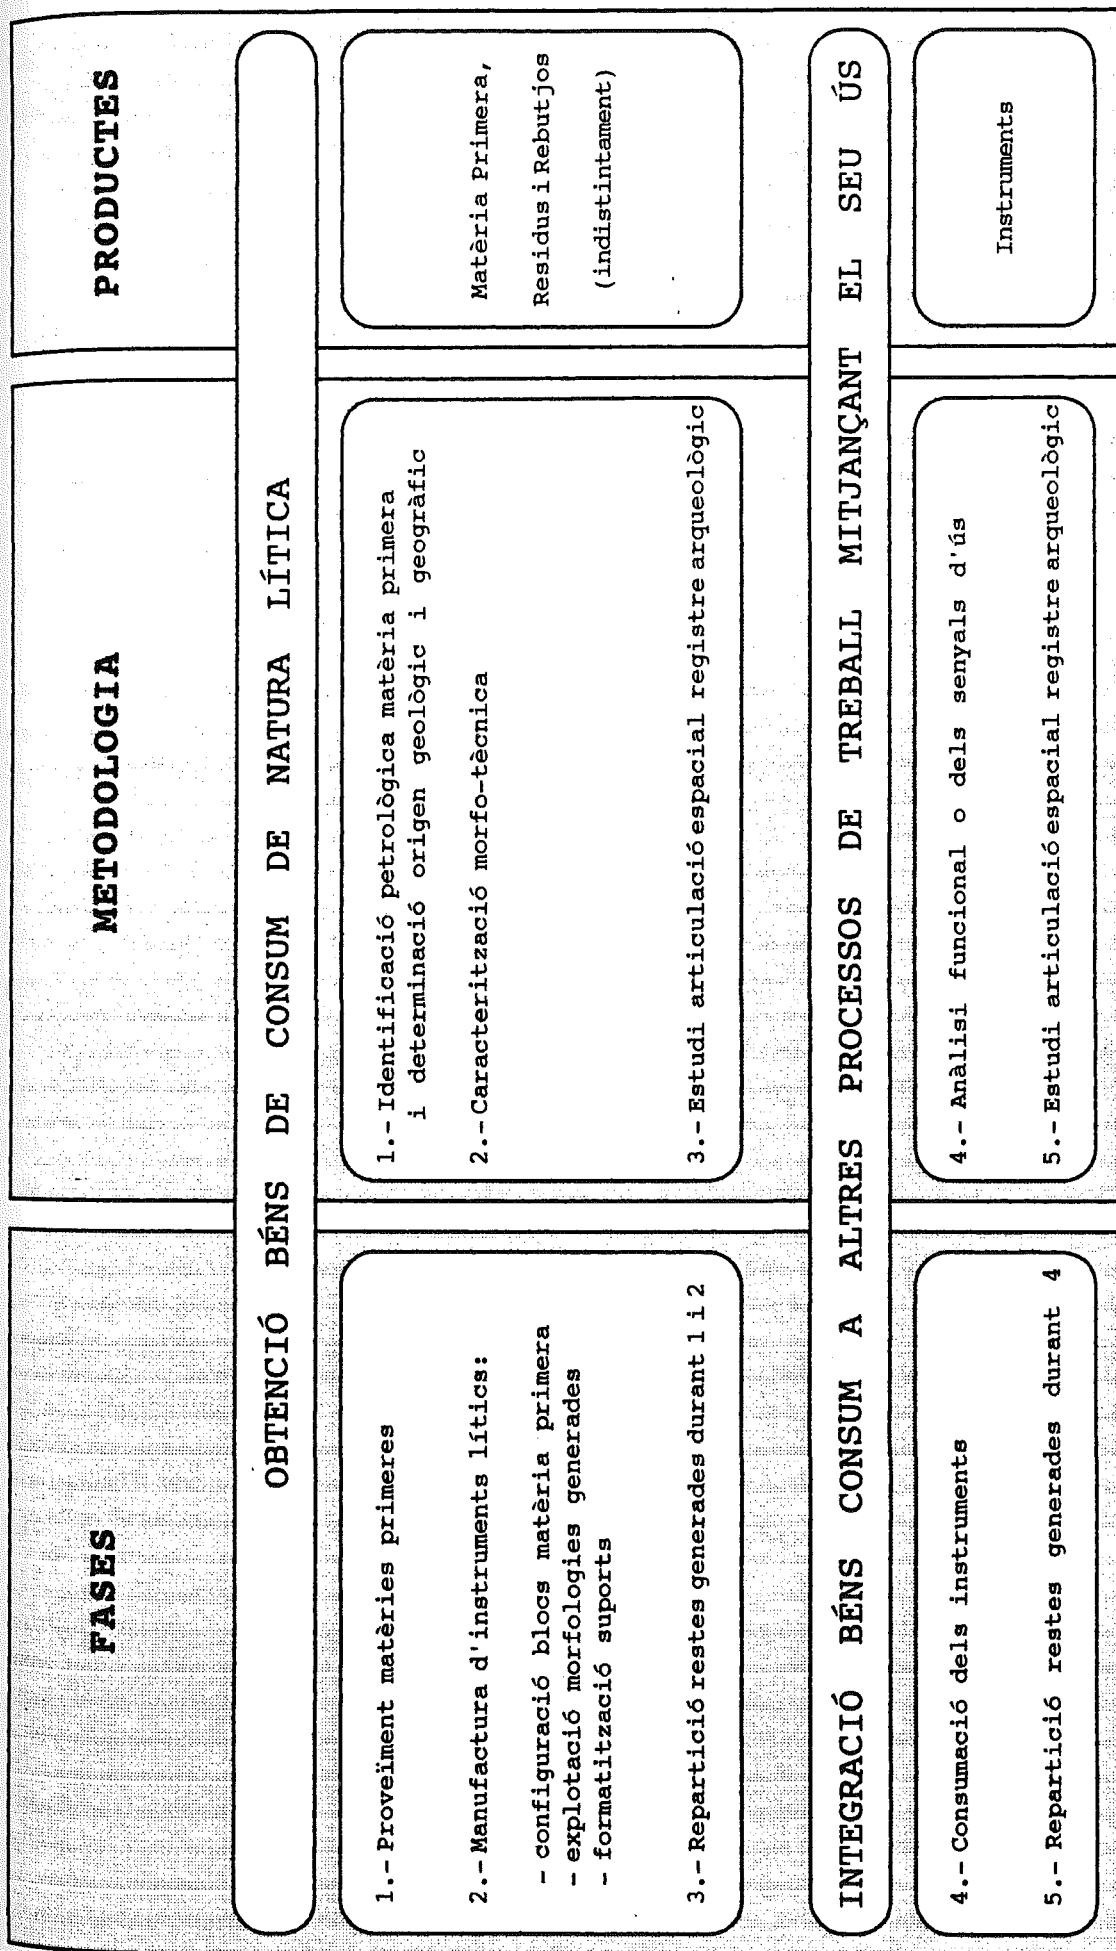 FASES
METODOLOGIA
PRODUCTES
OBTENCIÓ BÉNS DE CONSUM DE NATURA LÍTICA
1.- Proveïment matèries primeres
2.- Manufactura d'instruments lítics:
- configuració blocs matèria primera
- explotació morfologies generades
- formatització suports
3.- Repartició restes generades durant 1 i 2
1.- Identificació petrològica matèria primera
i determinació origen geològic i geogràfic
2.- Caracterització morfo-tècnica
3.- Estudi articulació espacial registre arqueològic
Matèria Primera,
Residus i Rebutjos
(indistintament)
INTEGRACIÓ BÉNS CONSUM A ALTRES PROCESSOS DE TREBALL MITJANÇANT EL SEU ÚS
4.- Consumació dels instruments
5.- Repartició restes generades durant 4
4.- Anàlisi funcional o dels senyals d'ús
5.- Estudi articulació espacial registre arqueològic
Instruments